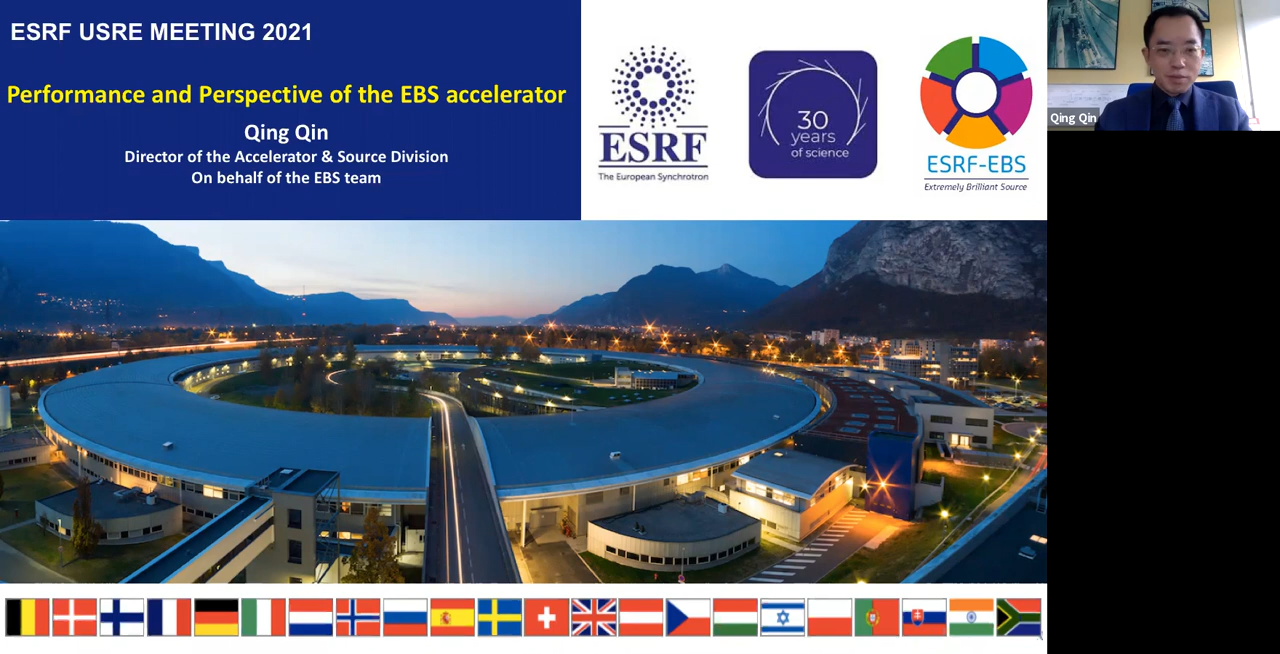 ESRF USRE MEETING 2021
Performance and Perspective of the EBS accelerator
Qing Qin
Director of the Accelerator & Source Division
On behalf of the EBS team
ESRF
The European Synchrotron
30
years
of science
ESRF-EBS
Extremely Brilliant Source
Qing Qin